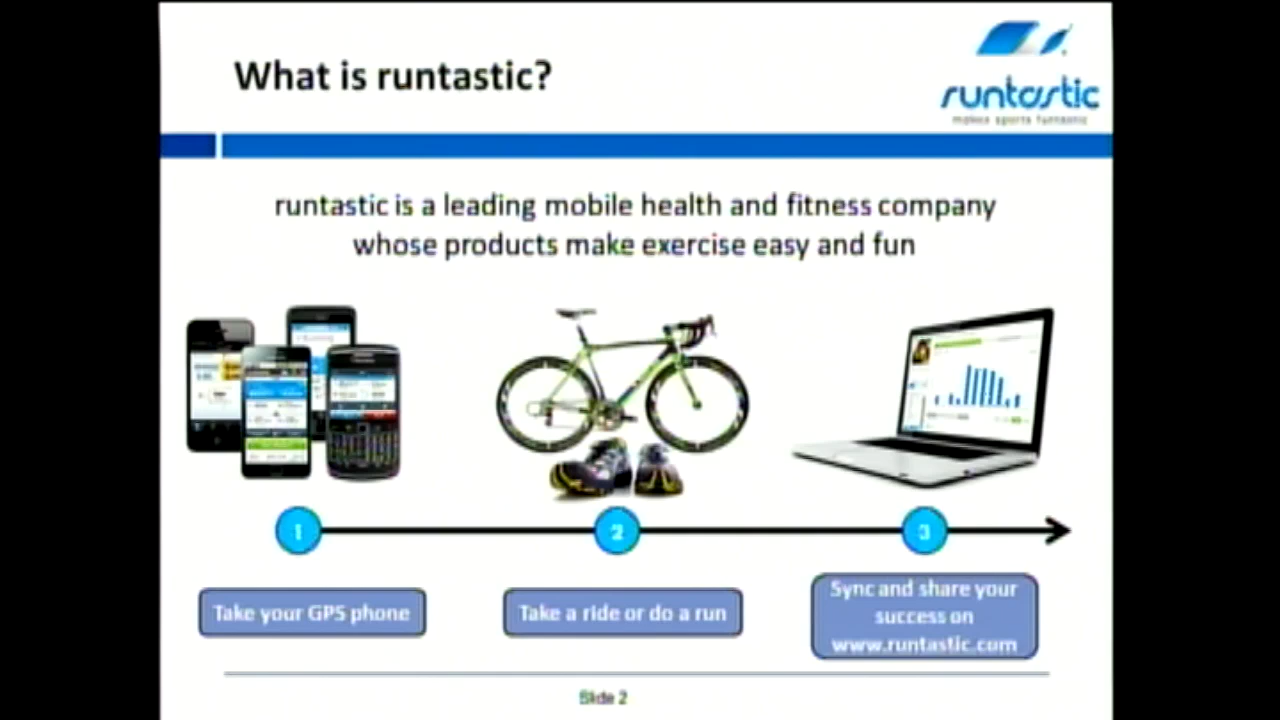 What is runtastic?
runtastic
makes sports funtastic
runtastic is a leading mobile health and fitness company
whose products make exercise easy and fun
1
2
3
Take your GPS phone
Take a ride or do a run
Sync and share your
success on
www.runtastic.com
Slide 2